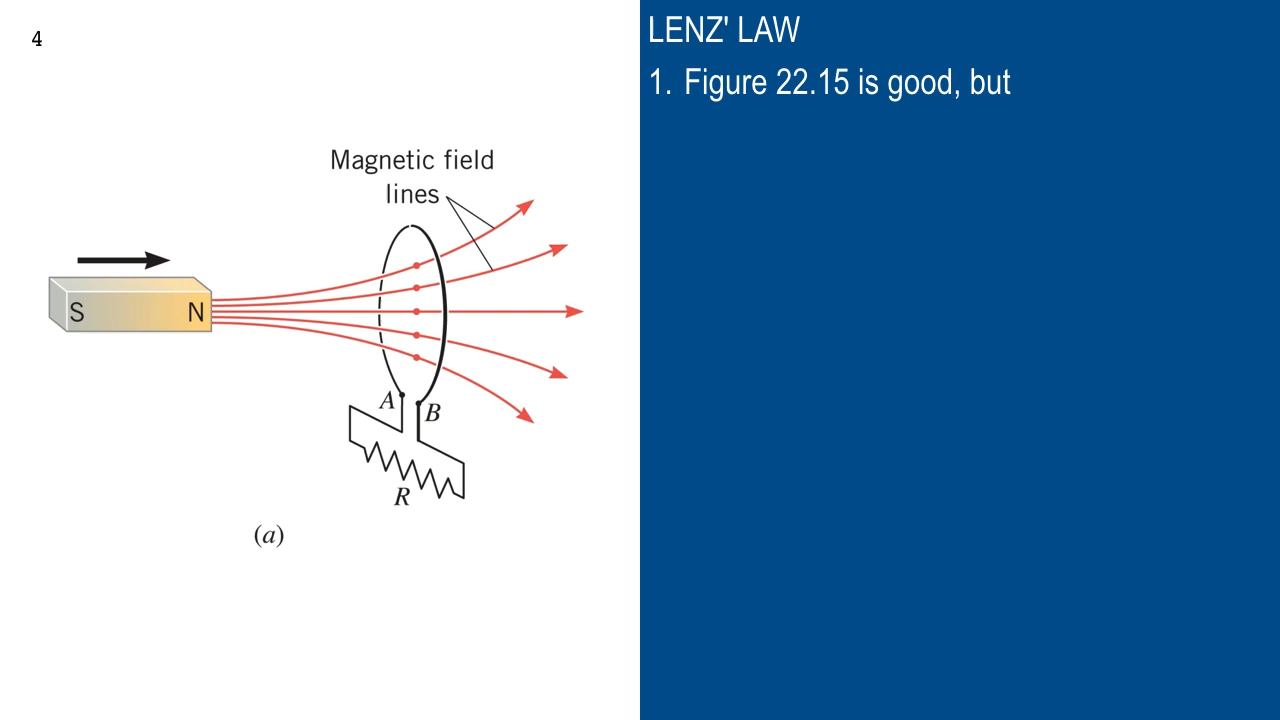 4
LENZ' LAW
1. Figure 22.15 is good, but
Magnetic field
lines
S
N
A
B
R
(a)